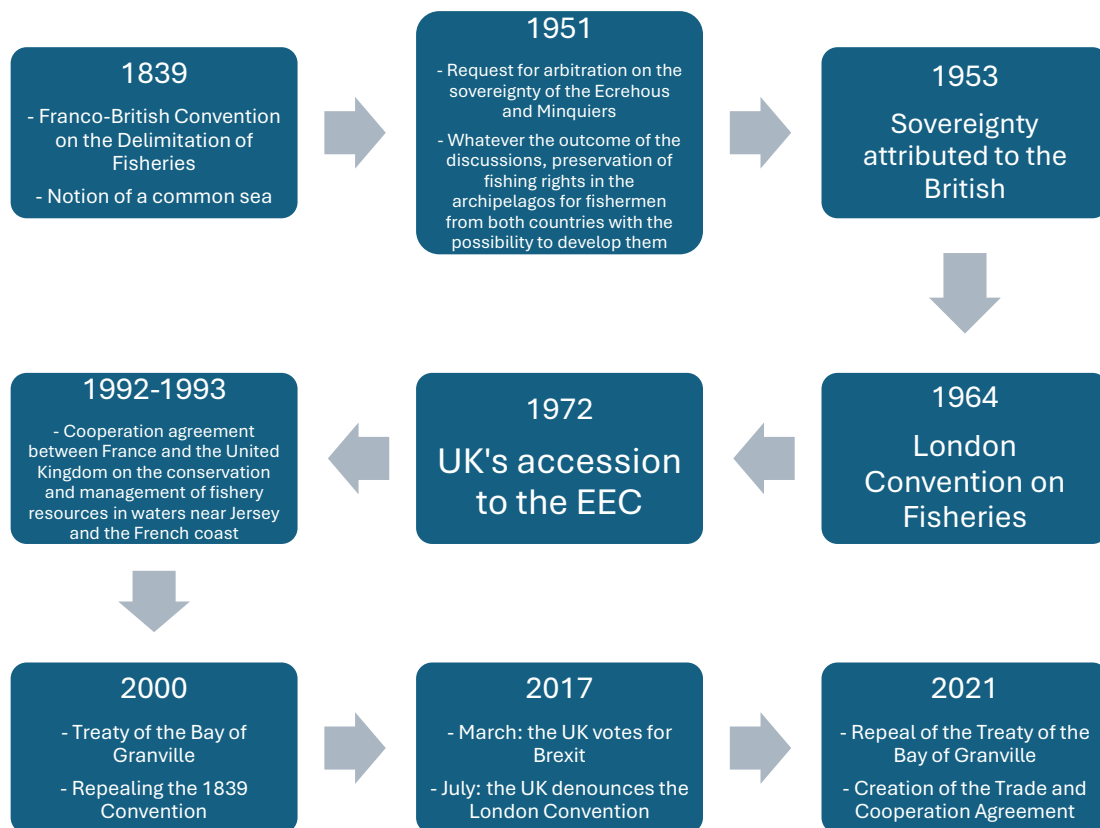 1839
- Franco-British Convention
on the Delimitation of
Fisheries
- Notion of a common sea
1951
- Request for arbitration on the
sovereignty of the Ecrehous
and Minquiers
- Whatever the outcome of the
discussions, preservation of
fishing rights in the
archipelagos for fishermen
from both countries with the
possibility to develop them
1953
Sovereignty
attributed to the
British
1964
London
Convention on
Fisheries
1972
UK's accession
to the EEC
1992-1993
- Cooperation agreement
between France and the United
Kingdom on the conservation
and management of fishery
resources in waters near Jersey
and the French coast
2000
- Treaty of the Bay of
Granville
- Repealing the 1839
Convention
2017
- March: the UK votes for
Brexit
- July: the UK denounces the
London Convention
2021
- Repeal of the Treaty of the
Bay of Granville
- Creation of the Trade and
Cooperation Agreement